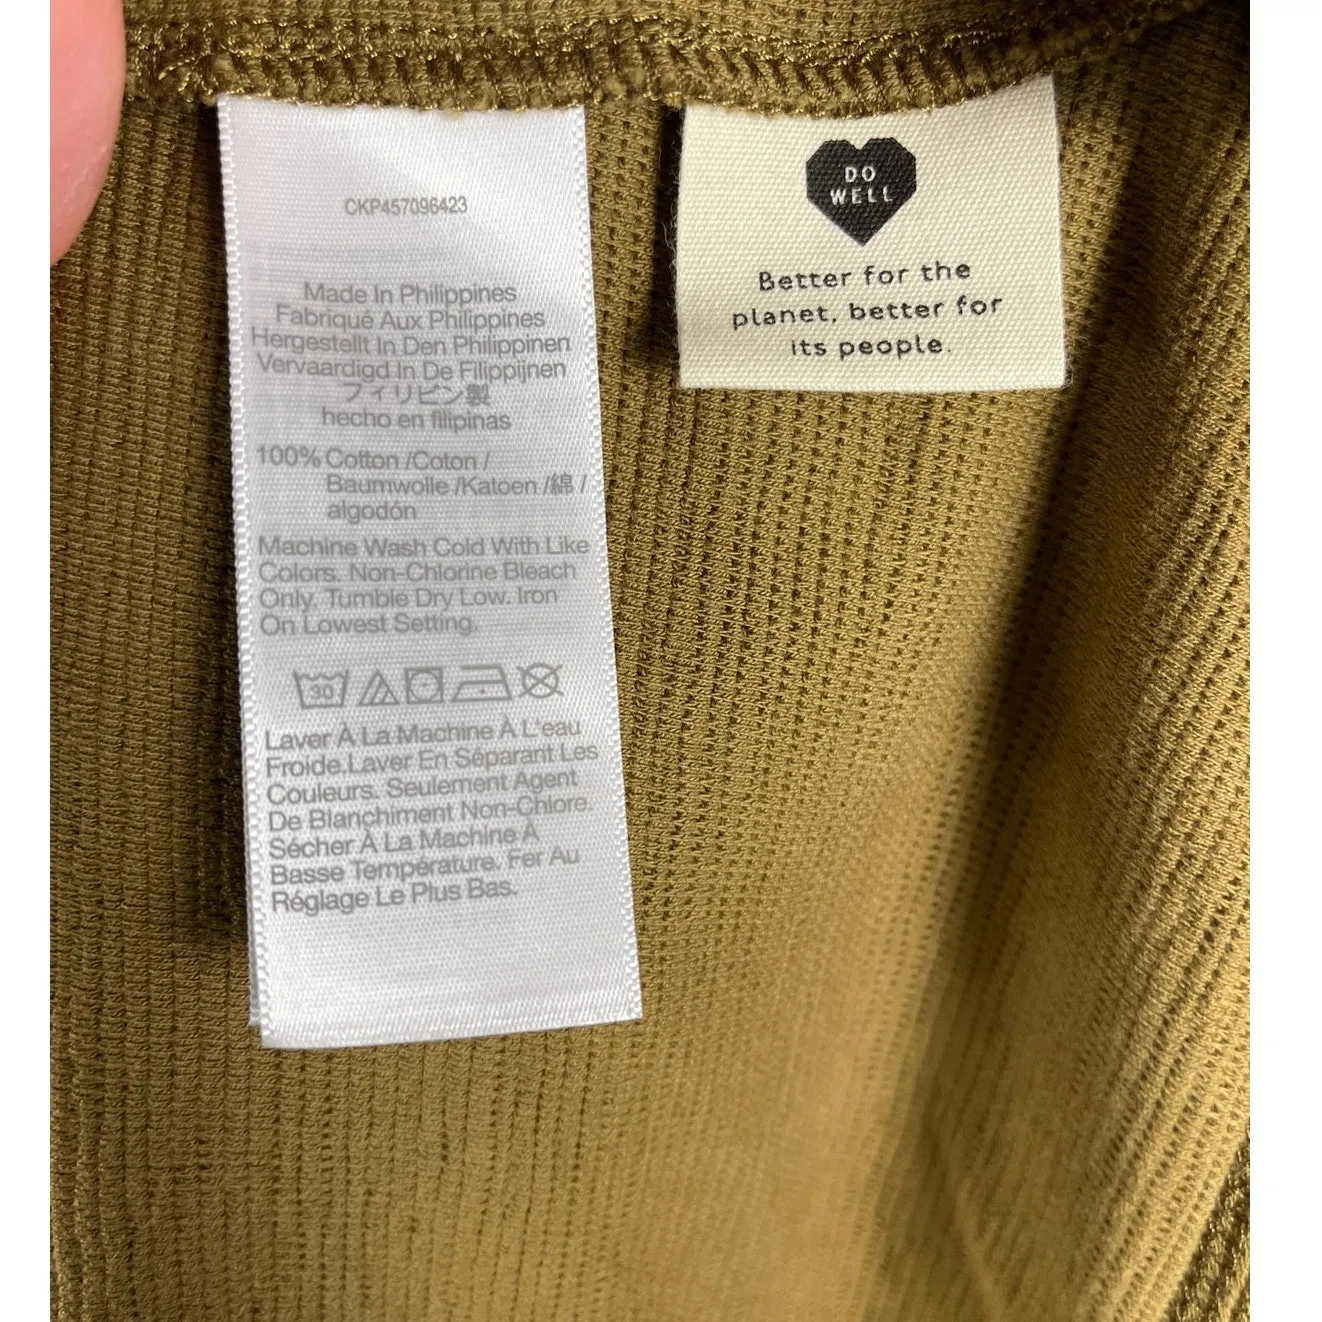 CKP457096423
Made In Philippines
Fabriqué Aux Philippines
Hergestellt In Den Philippinen
Vervaardigd In De Filippijnen
フィリピン製
hecho en filipinas
100% Cotton /Coton /
Baumwolle /Katoen /綿 /
algodón
Machine Wash Cold With Like
Colors. Non-Chlorine Bleach
Only. Tumble Dry Low. Iron
On Lowest Setting.
30
Laver À La Machine À L'eau
Froide.Laver En Séparant Les
Couleurs. Seulement Agent
De Blanchiment Non-Chlore.
Sécher À La Machine À
Basse Température. Fer Au
Réglage Le Plus Bas.
DO
WELL
Better for the
planet, better for
its people.